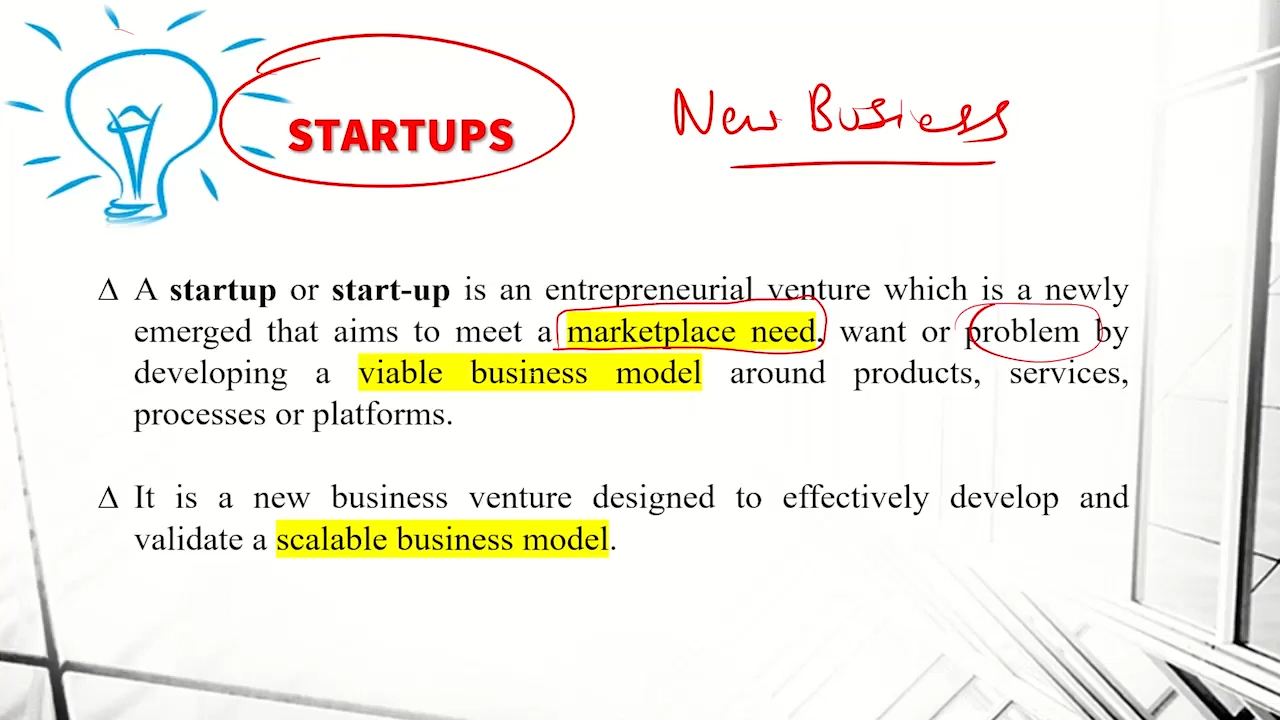 STARTUPS
New Business
Δ A startup or start-up is an entrepreneurial venture which is a newly
emerged that aims to meet a marketplace need, want or problem by
developing a viable business model around products, services,
processes or platforms.
Δ It is a new business venture designed to effectively develop and
validate a scalable business model.